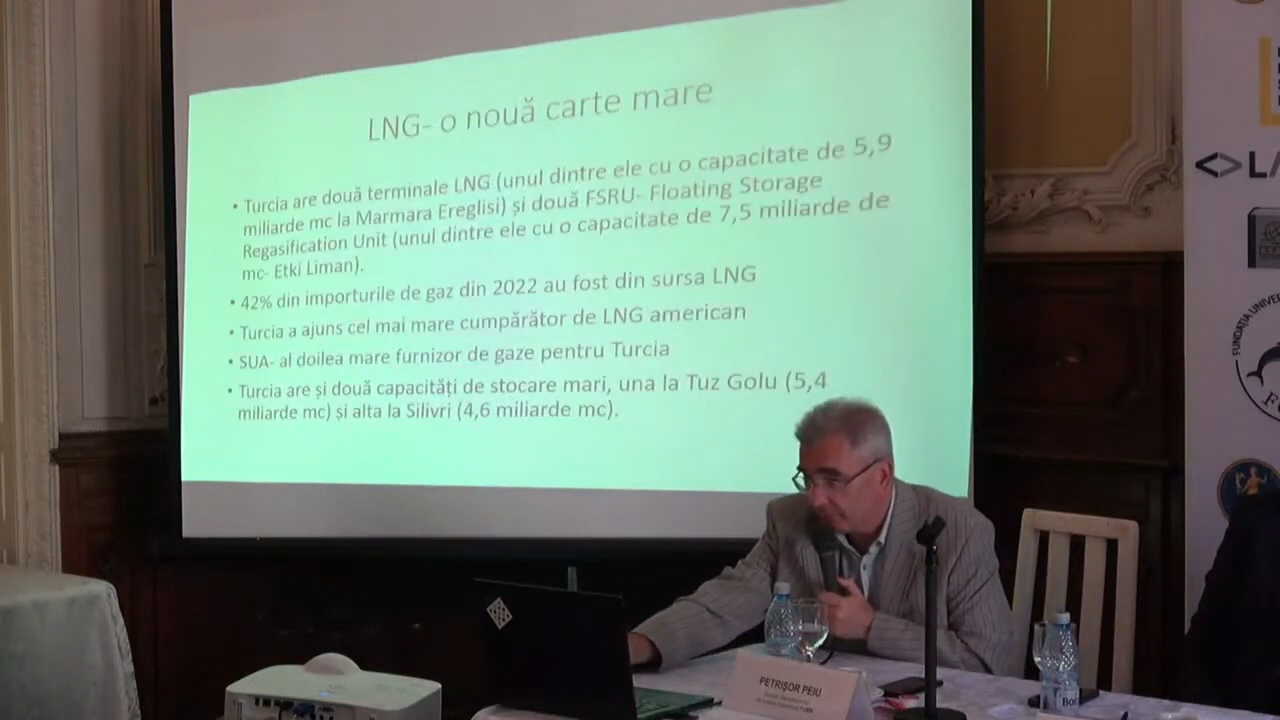 LNG- o nouă carte mare
• Turcia are două terminale LNG (unul dintre ele cu o capacitate de 5,9
miliarde mc la Marmara Ereglisi) și două FSRU- Floating Storage
Regasification Unit (unul dintre ele cu o capacitate de 7,5 miliarde de
mc- Etki Liman).
• 42% din importurile de gaz din 2022 au fost din sursa LNG
• Turcia a ajuns cel mai mare cumpărător de LNG american
• SUA- al doilea mare furnizor de gaze pentru Turcia
• Turcia are și două capacități de stocare mari, una la Tuz Golu (5,4
miliarde mc) și alta la Silivri (4,6 miliarde mc).
PETRIȘOR PEIU
FUNDAȚIA